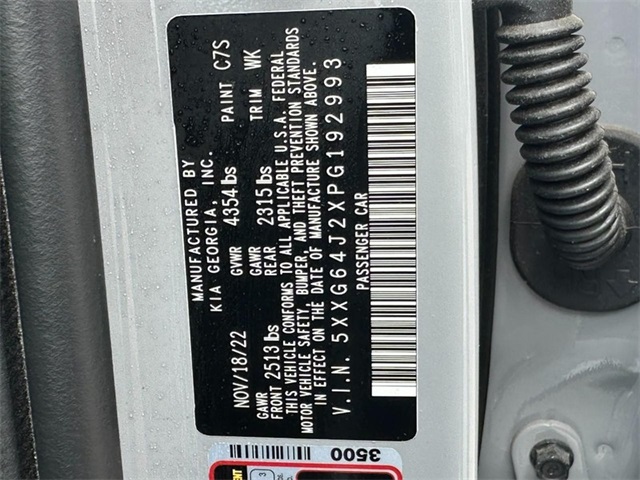 MANUFACTURED BY
KIA GEORGIA, INC.
NOV/18/22 GVWR 4354 lbs PAINT C7S
GAWR FRONT 2513 lbs GAWR REAR 2315 lbs TRIM WK
THIS VEHICLE CONFORMS TO ALL APPLICABLE U.S.A. FEDERAL
MOTOR VEHICLE SAFETY, BUMPER, AND THEFT PREVENTION STANDARDS
IN EFFECT ON THE DATE OF MANUFACTURE SHOWN ABOVE.
V.I.N. 5XXG64J2XPG192993
PASSENGER CAR
3500